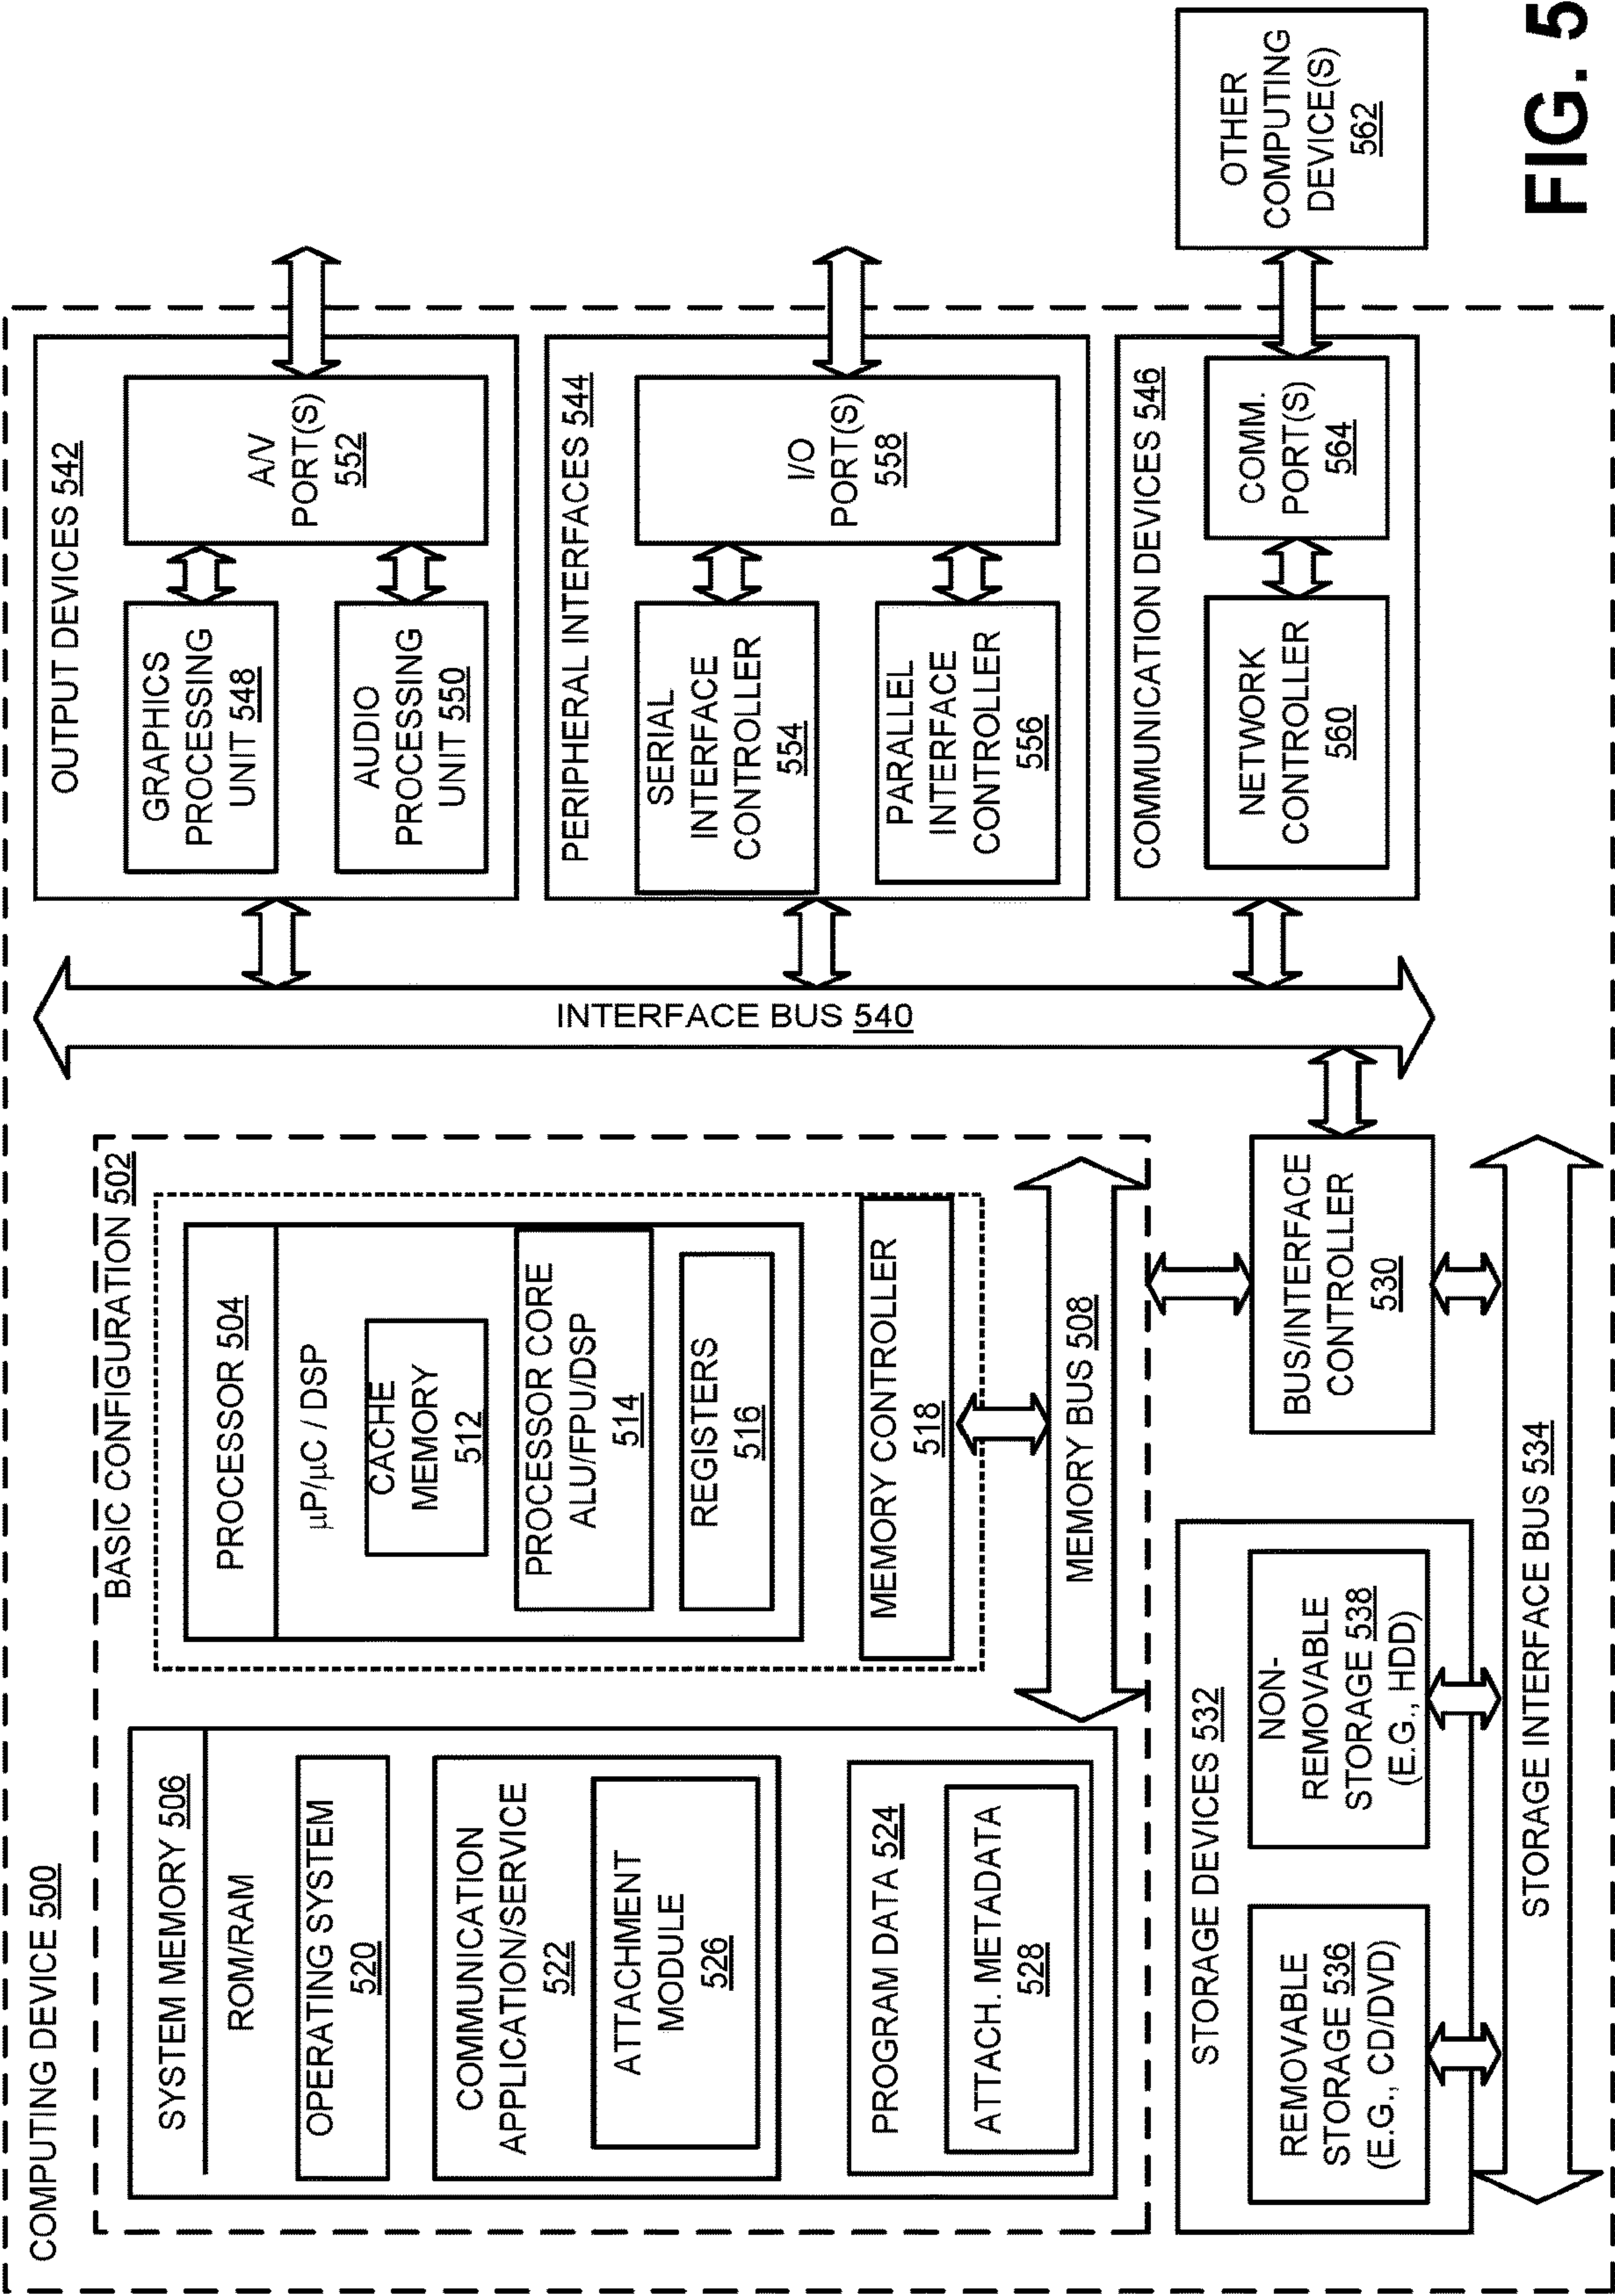 COMPUTING DEVICE 500
BASIC CONFIGURATION 502
SYSTEM MEMORY 506
ROM/RAM
OPERATING SYSTEM
520
COMMUNICATION
APPLICATION/SERVICE
522
ATTACHMENT
MODULE
526
PROGRAM DATA 524
ATTACH. METADATA
528
PROCESSOR 504
µP/µC / DSP
CACHE
MEMORY
512
PROCESSOR CORE
ALU/FPU/DSP
514
REGISTERS
516
MEMORY CONTROLLER
518
MEMORY BUS 508
BUS/INTERFACE
CONTROLLER
530
STORAGE DEVICES 532
REMOVABLE
STORAGE 536
(E.G., CD/DVD)
NON-
REMOVABLE
STORAGE 538
(E.G., HDD)
STORAGE INTERFACE BUS 534
INTERFACE BUS 540
OUTPUT DEVICES 542
GRAPHICS
PROCESSING
UNIT 548
AUDIO
PROCESSING
UNIT 550
A/V
PORT(S)
552
PERIPHERAL INTERFACES 544
SERIAL
INTERFACE
CONTROLLER
554
PARALLEL
INTERFACE
CONTROLLER
556
I/O
PORT(S)
558
COMMUNICATION DEVICES 546
NETWORK
CONTROLLER
560
COMM.
PORT(S)
564
OTHER
COMPUTING
DEVICE(S)
562
FIG. 5